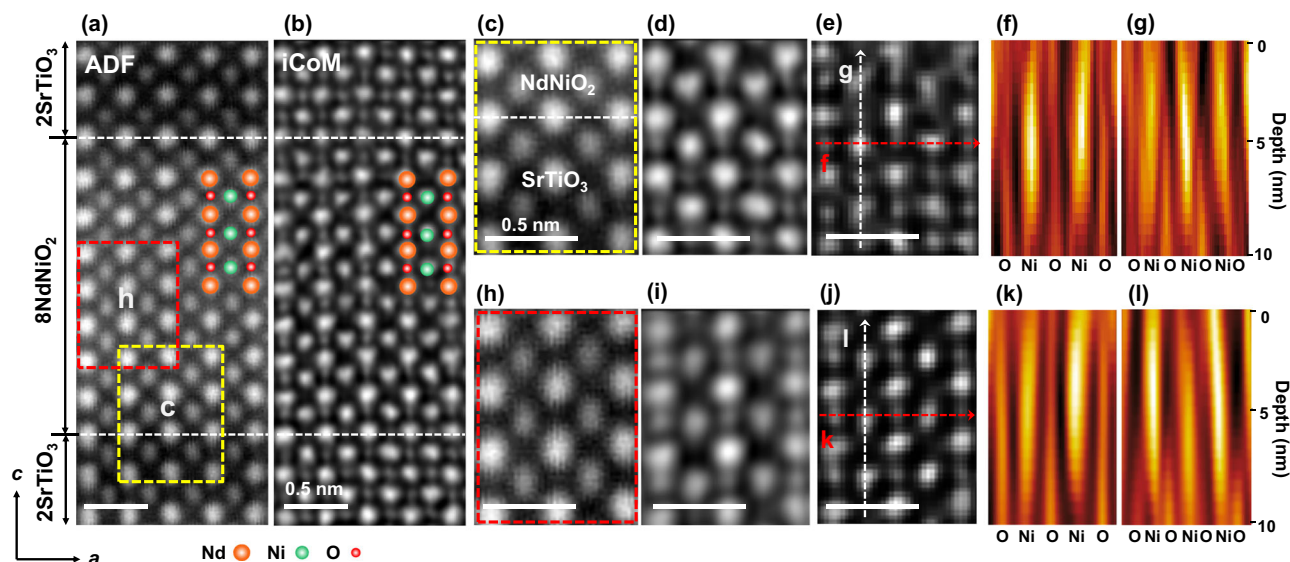 (a) (b) (c) (d) (e) (f) (g)
ADF
iCoM
2SrTiO3
8NdNiO2
2SrTiO3
h
c
0.5 nm
NdNiO2
SrTiO3
0.5 nm
g
f
0
5
10
Depth (nm)
O Ni O Ni O
O Ni O Ni O Ni O
(h) (i) (j) (k) (l)
l
k
0
5
10
Depth (nm)
O Ni O Ni O
O Ni O Ni O Ni O
c
a
Nd Ni O